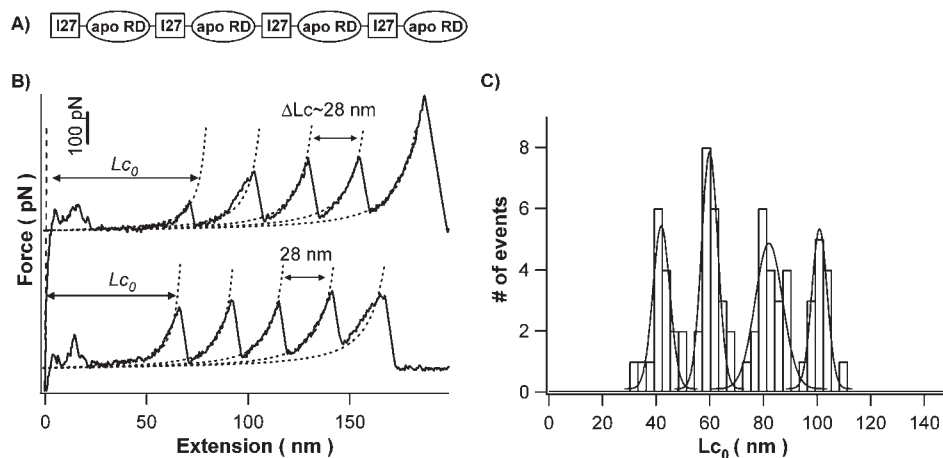 A) I27 apo RD I27 apo RD I27 apo RD I27 apo RD
B)
100 pN
ΔLc~28 nm
Lc0
28 nm
Lc0
Force ( pN )
0 50 100 150
Extension ( nm )
C)
8
6
4
2
0
# of events
0 20 40 60 80 100 120 140
Lc0 ( nm )